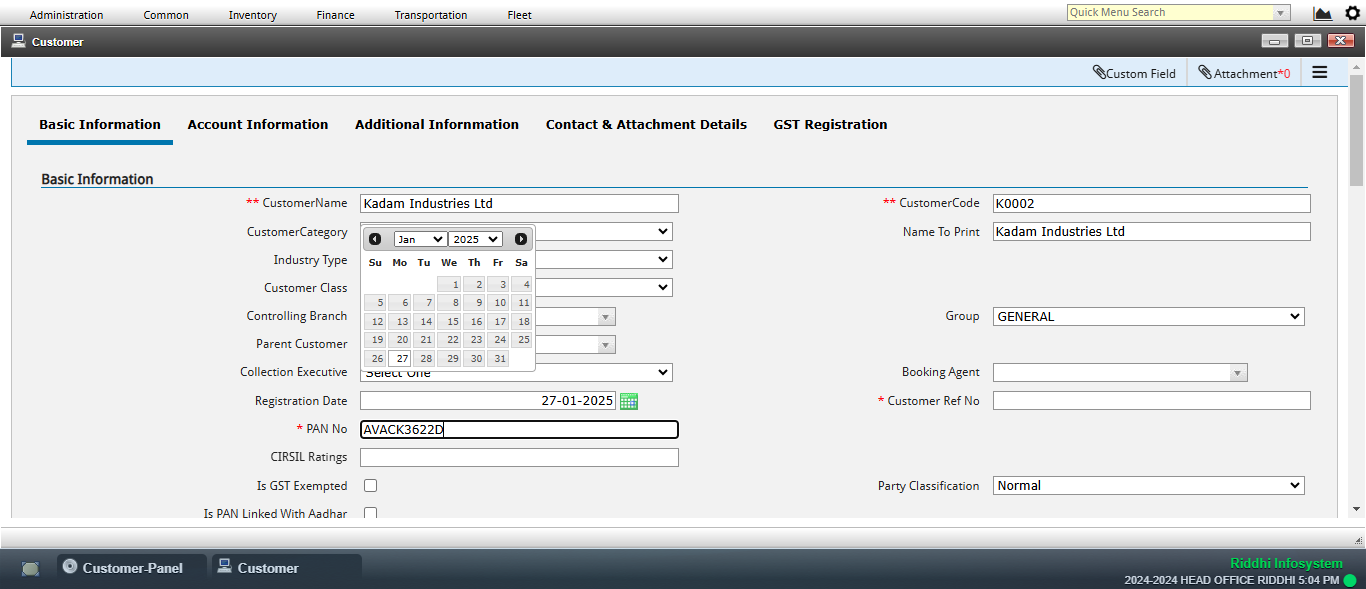 Administration Common Inventory Finance Transportation Fleet Quick Menu Search
Customer
Custom Field Attachment*0
Basic Information Account Information Additional Infornmation Contact & Attachment Details GST Registration
Basic Information
** CustomerName Kadam Industries Ltd ** CustomerCode K0002
CustomerCategory Name To Print Kadam Industries Ltd
Jan 2025
Industry Type
Su Mo Tu We Th Fr Sa
Customer Class
1 2 3 4
5 6 7 8 9 10 11
Controlling Branch Group GENERAL
12 13 14 15 16 17 18
Parent Customer
19 20 21 22 23 24 25
26 27 28 29 30 31
Collection Executive Select One Booking Agent
Registration Date 27-01-2025 * Customer Ref No
* PAN No AVACK3622D
CIRSIL Ratings
Is GST Exempted Party Classification Normal
Is PAN Linked With Aadhar
Customer-Panel Customer
Riddhi Infosystem
2024-2024 HEAD OFFICE RIDDHI 5:04 PM